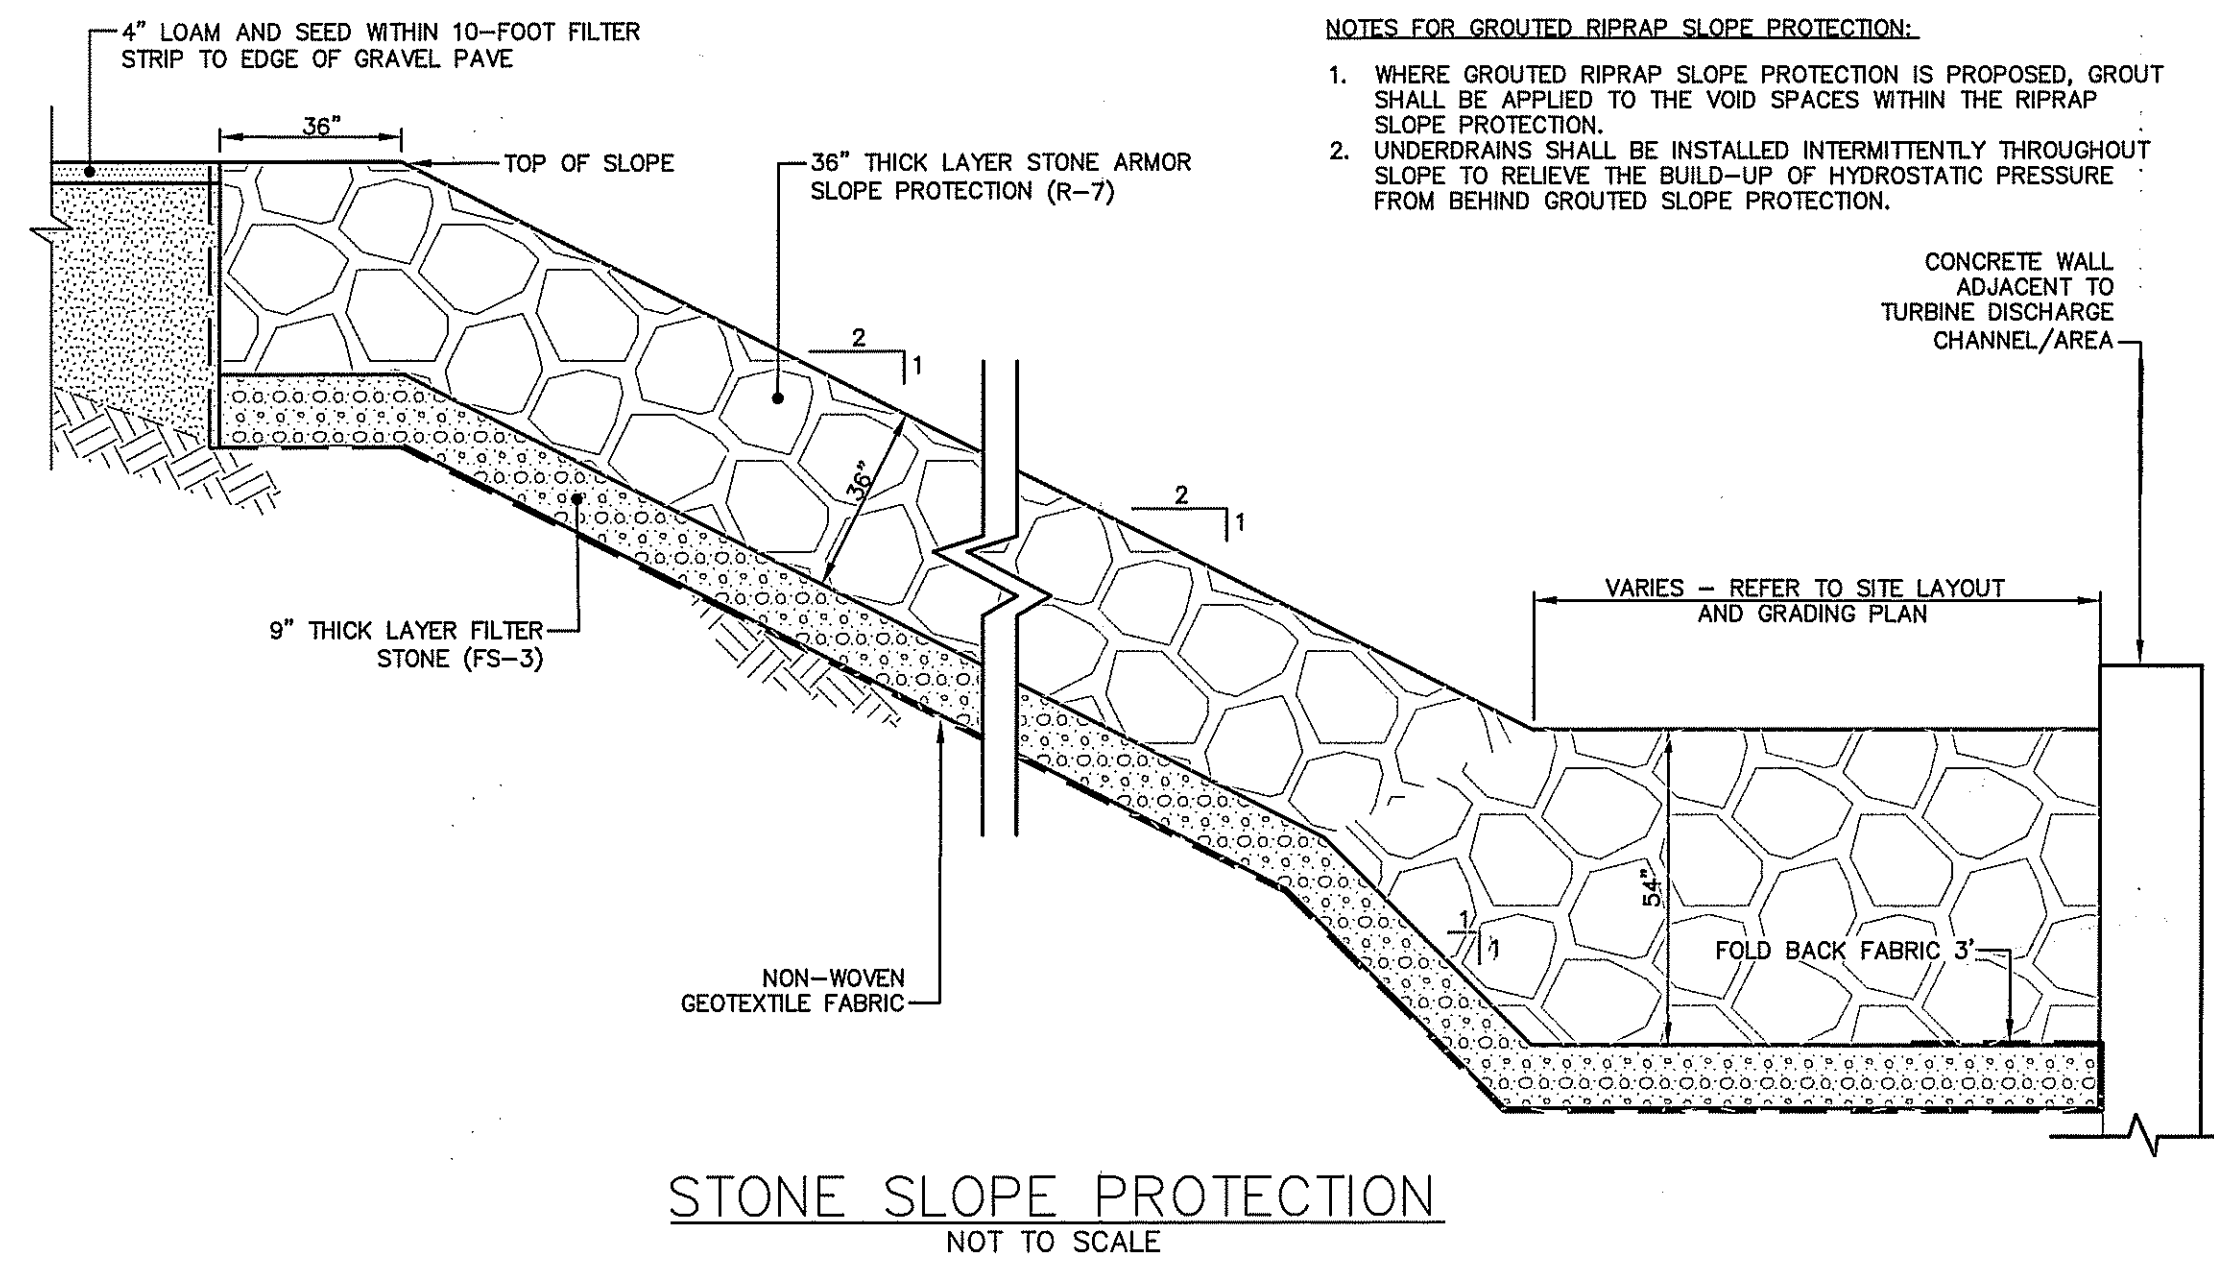 4" LOAM AND SEED WITHIN 10-FOOT FILTER
STRIP TO EDGE OF GRAVEL PAVE
36"
TOP OF SLOPE
36" THICK LAYER STONE ARMOR
SLOPE PROTECTION (R-7)
NOTES FOR GROUTED RIPRAP SLOPE PROTECTION:
1. WHERE GROUTED RIPRAP SLOPE PROTECTION IS PROPOSED, GROUT
SHALL BE APPLIED TO THE VOID SPACES WITHIN THE RIPRAP
SLOPE PROTECTION.
2. UNDERDRAINS SHALL BE INSTALLED INTERMITTENTLY THROUGHOUT
SLOPE TO RELIEVE THE BUILD-UP OF HYDROSTATIC PRESSURE
FROM BEHIND GROUTED SLOPE PROTECTION.
CONCRETE WALL
ADJACENT TO
TURBINE DISCHARGE
CHANNEL/AREA
2
1
36"
2
1
VARIES - REFER TO SITE LAYOUT
AND GRADING PLAN
9" THICK LAYER FILTER
STONE (FS-3)
54"
1
1
FOLD BACK FABRIC 3'
NON-WOVEN
GEOTEXTILE FABRIC
STONE SLOPE PROTECTION
NOT TO SCALE